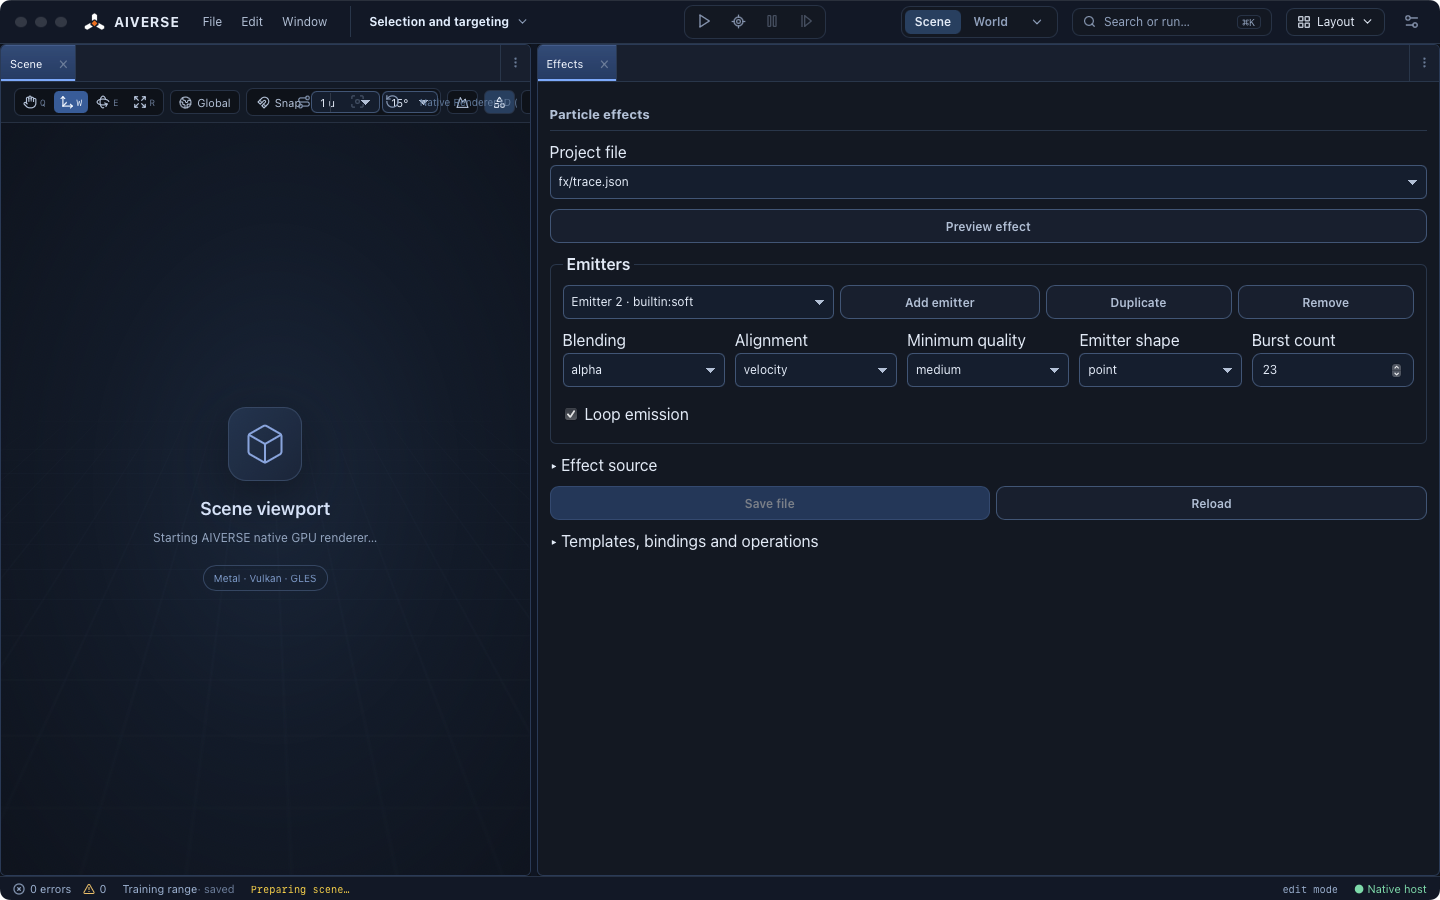 AIVERSE File Edit Window Selection and targeting Scene World Search or run... ⌘K Layout
Scene
Effects
Q W E R Global Snap 1 u 15°
Particle effects
Project file
fx/trace.json
Preview effect
Emitters
Emitter 2 · builtin:soft Add emitter Duplicate Remove
Blending Alignment Minimum quality Emitter shape Burst count
alpha velocity medium point 23
Loop emission
Effect source
Save file Reload
Templates, bindings and operations
Scene viewport
Starting AIVERSE native GPU renderer...
Metal · Vulkan · GLES
0 errors 0 Training range · saved Preparing scene… edit mode Native host